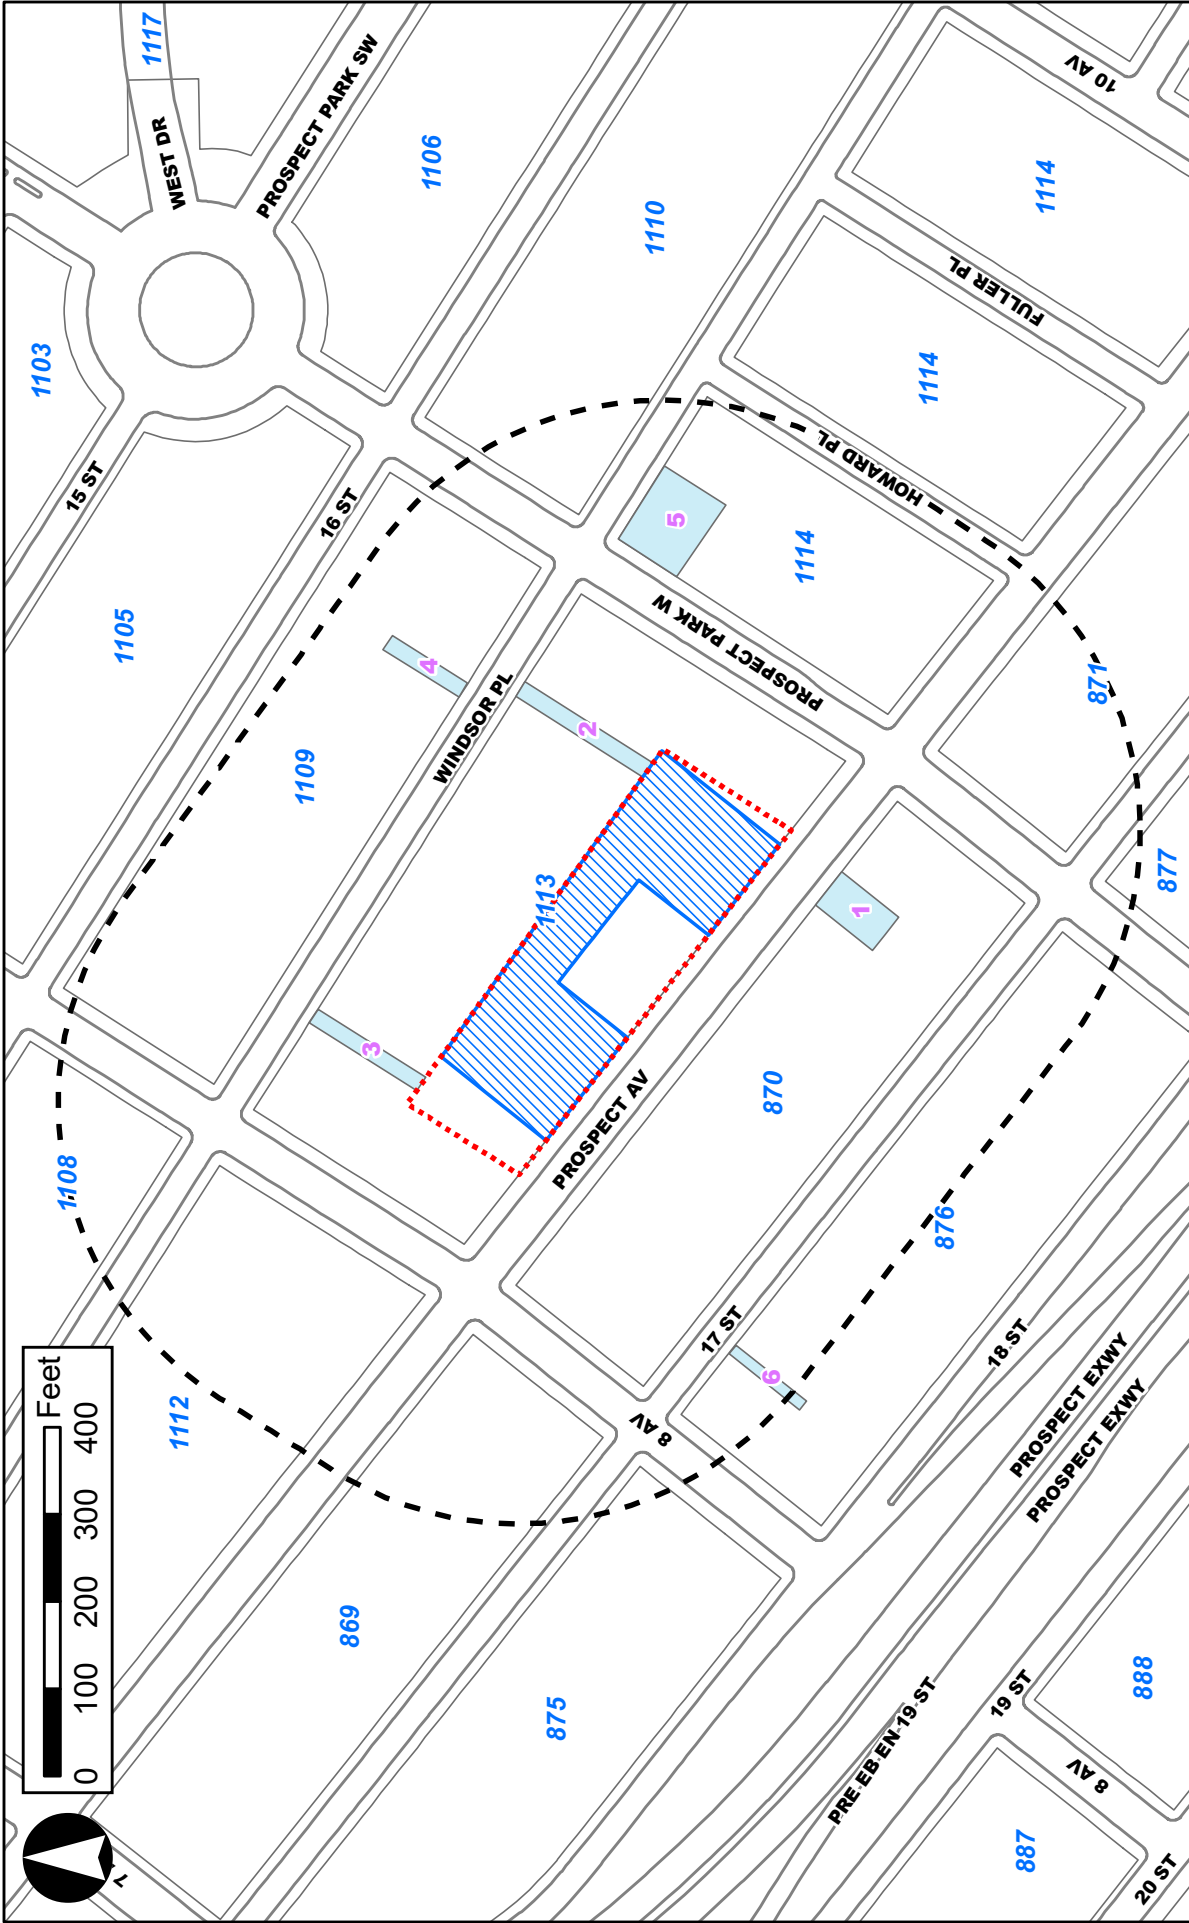 1117
WEST DR
PROSPECT PARK SW
1106
1103
1110
10 AV
1114
FULLER PL
1114
HOWARD PL
1114
15 ST
16 ST
1105
5
PROSPECT PARK W
4
2
WINDSOR PL
1109
871
877
1113
1
3
PROSPECT AV
870
1108
876
17 ST
6
18 ST
8 AV
1112
Feet
0 100 200 300 400
PROSPECT EXWY
PROSPECT EXWY
869
875
PRE EB EN 19 ST
19 ST
888
8 AV
887
20 ST
7